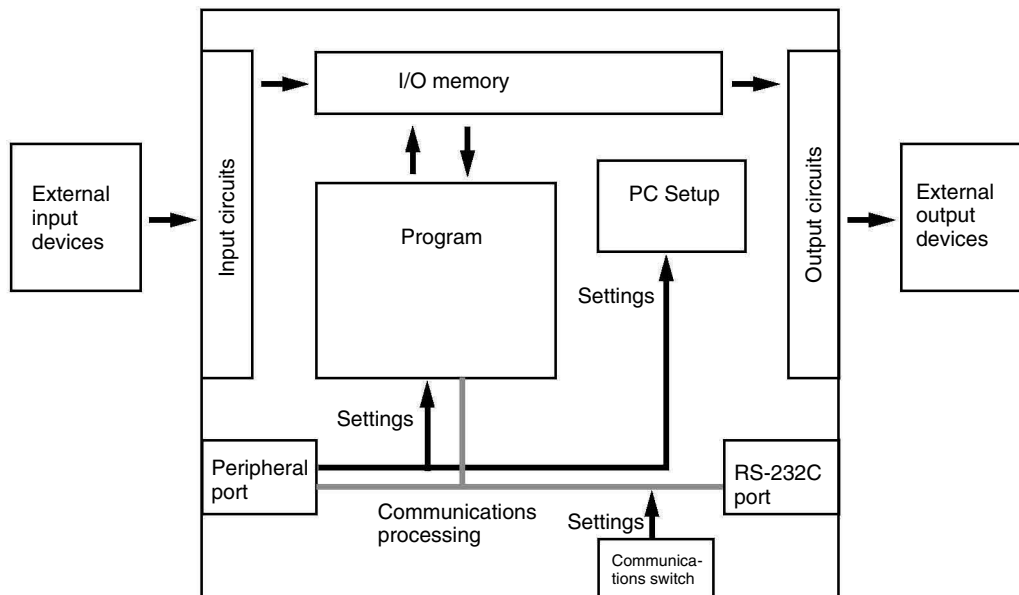 I/O memory
External
input
devices
Input circuits
Program
PC Setup
Output circuits
External
output
devices
Settings
Settings
Peripheral
port
RS-232C
port
Communications
processing
Settings
Communica-
tions switch